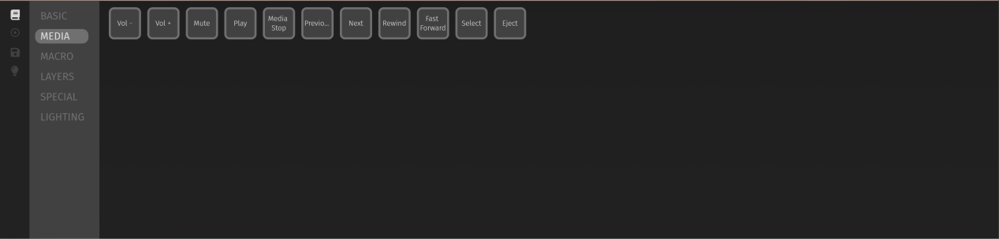 BASIC
MEDIA
MACRO
LAYERS
SPECIAL
LIGHTING
Vol -
Vol +
Mute
Play
Media
Stop
Previo...
Next
Rewind
Fast
Forward
Select
Eject